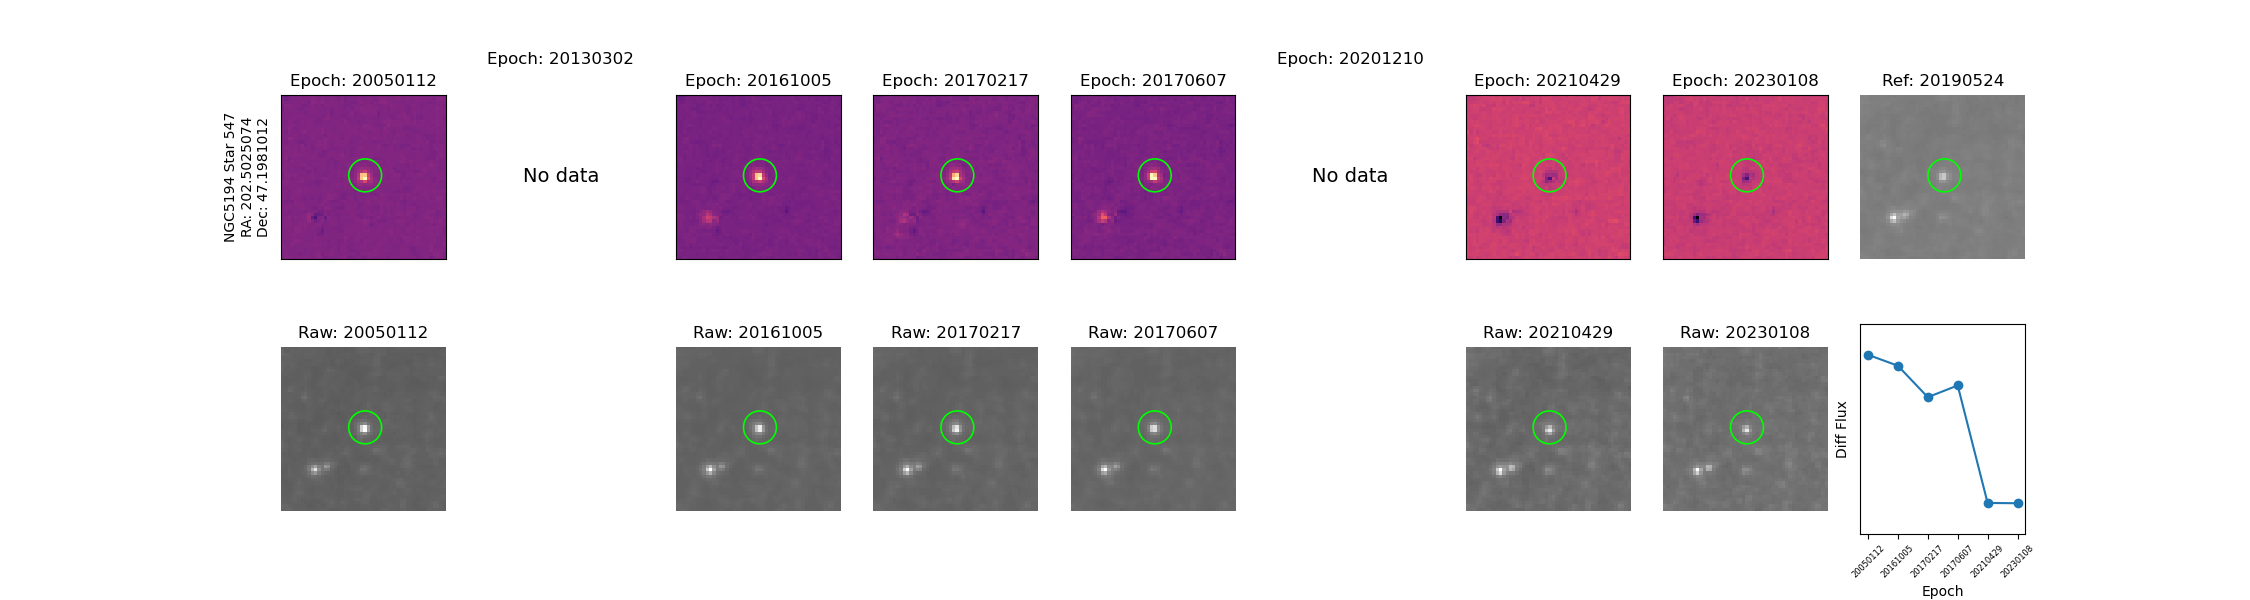 Epoch: 20130302
Epoch: 20201210
Epoch: 20050112
Epoch: 20161005
Epoch: 20170217
Epoch: 20170607
Epoch: 20210429
Epoch: 20230108
Ref: 20190524
NGC5194 Star 547
RA: 202.5025074
Dec: 47.1981012
No data
No data
Raw: 20050112
Raw: 20161005
Raw: 20170217
Raw: 20170607
Raw: 20210429
Raw: 20230108
Diff Flux
20050112
20161005
20170217
20170607
20210429
20230108
Epoch